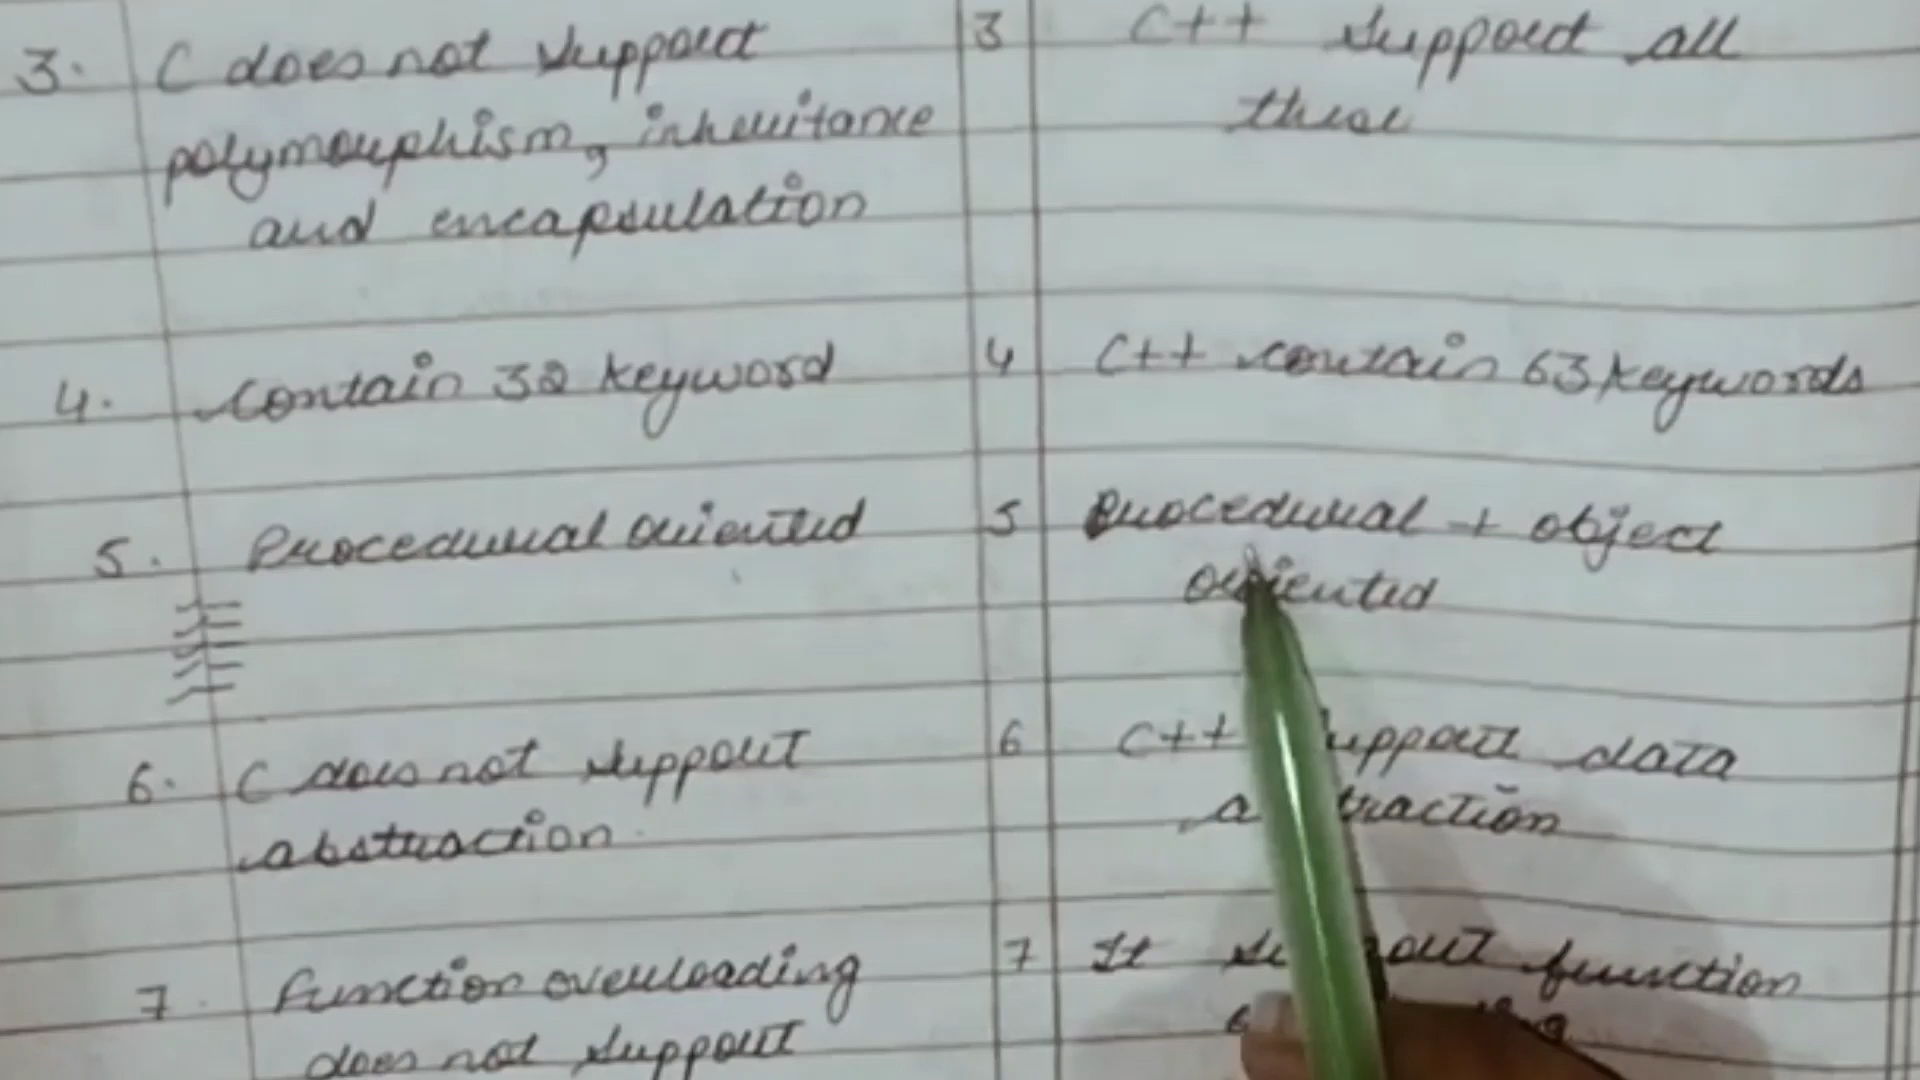 3. C does not support
polymorphism, inheritance
and encapsulation
3 C++ support all
these
4. contain 32 keyword
4 C++ contain 63 keywords
5. Procedural oriented
5 Procedural + object
oriented
6. C does not support
abstraction.
6 C++ support data
abstraction
7. Function overloading
does not support
7 It support function